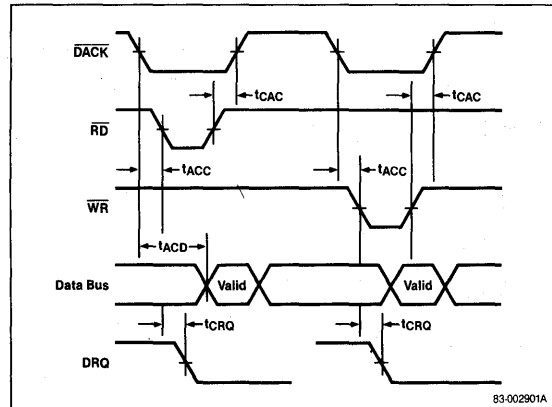 DACK
tCAC
tCAC
RD
tACC
tACC
WR
tACD
Data Bus
Valid
Valid
tCRQ
tCRQ
DRQ
83-002901A